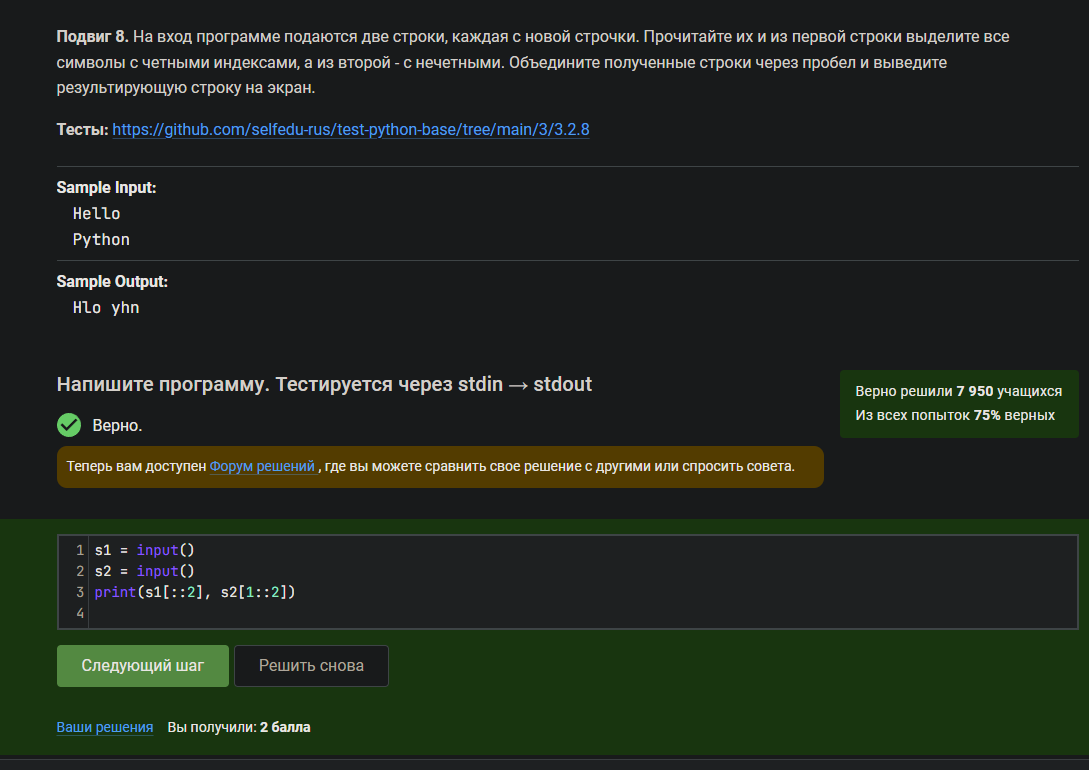 Подвиг 8. На вход программе подаются две строки, каждая с новой строчки. Прочитайте их и из первой строки выделите все
символы с четными индексами, а из второй - с нечетными. Объедините полученные строки через пробел и выведите
результирующую строку на экран.
Тесты: https://github.com/selfedu-rus/test-python-base/tree/main/3/3.2.8
Sample Input:
Hello
Python
Sample Output:
Hlo yhn
Напишите программу. Тестируется через stdin → stdout
Верно решили 7 950 учащихся
Из всех попыток 75% верных
Верно.
Теперь вам доступен Форум решений , где вы можете сравнить свое решение с другими или спросить совета.
1 s1 = input()
2 s2 = input()
3 print(s1[::2], s2[1::2])
4
Следующий шаг Решить снова
Ваши решения Вы получили: 2 балла